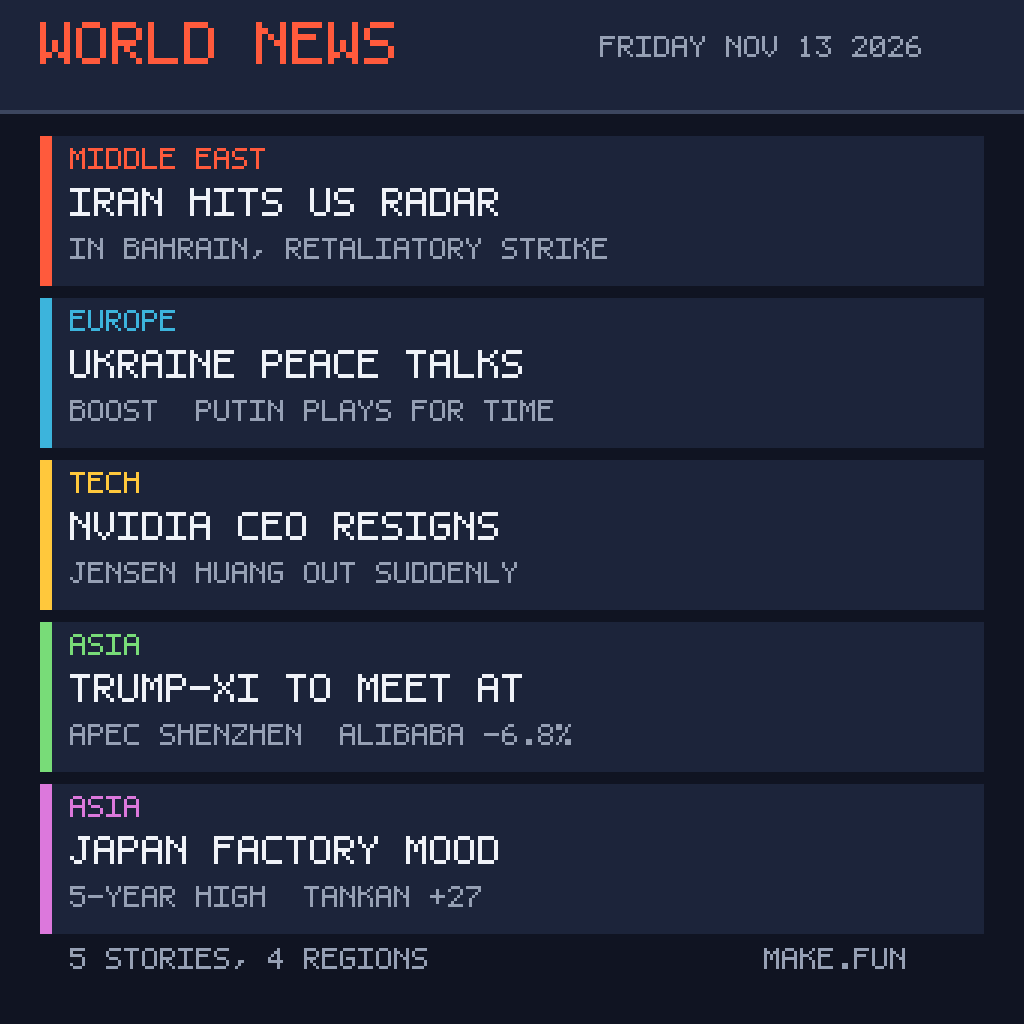 WORLD NEWS
FRIDAY NOV 13 2026
MIDDLE EAST
IRAN HITS US RADAR
IN BAHRAIN, RETALIATORY STRIKE
EUROPE
UKRAINE PEACE TALKS
BOOST  PUTIN PLAYS FOR TIME
TECH
NVIDIA CEO RESIGNS
JENSEN HUANG OUT SUDDENLY
ASIA
TRUMP-XI TO MEET AT
APEC SHENZHEN  ALIBABA -6.8%
ASIA
JAPAN FACTORY MOOD
5-YEAR HIGH  TANKAN +27
5 STORIES, 4 REGIONS
MAKE.FUN